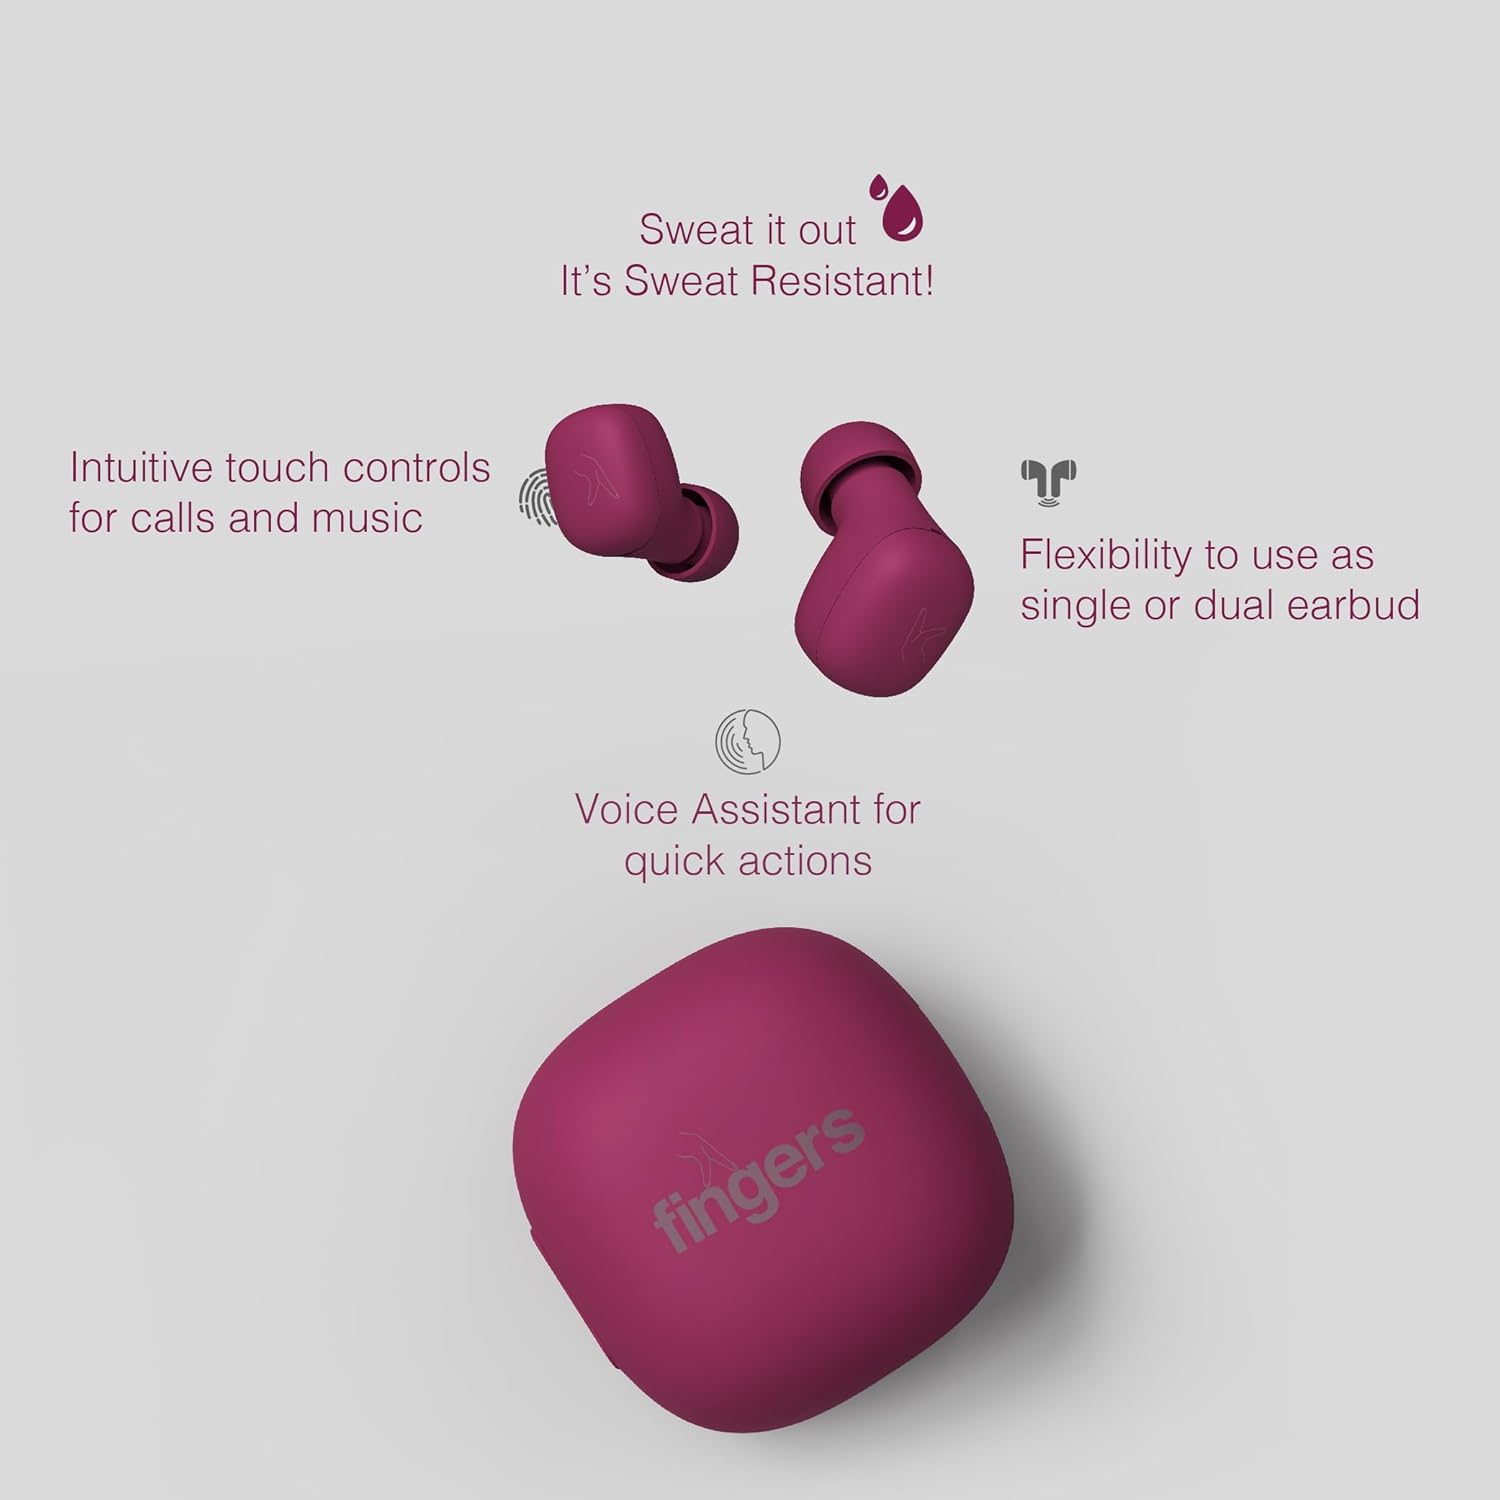 Sweat it out
It's Sweat Resistant!
Intuitive touch controls
for calls and music
Flexibility to use as
single or dual earbud
Voice Assistant for
quick actions
fingers